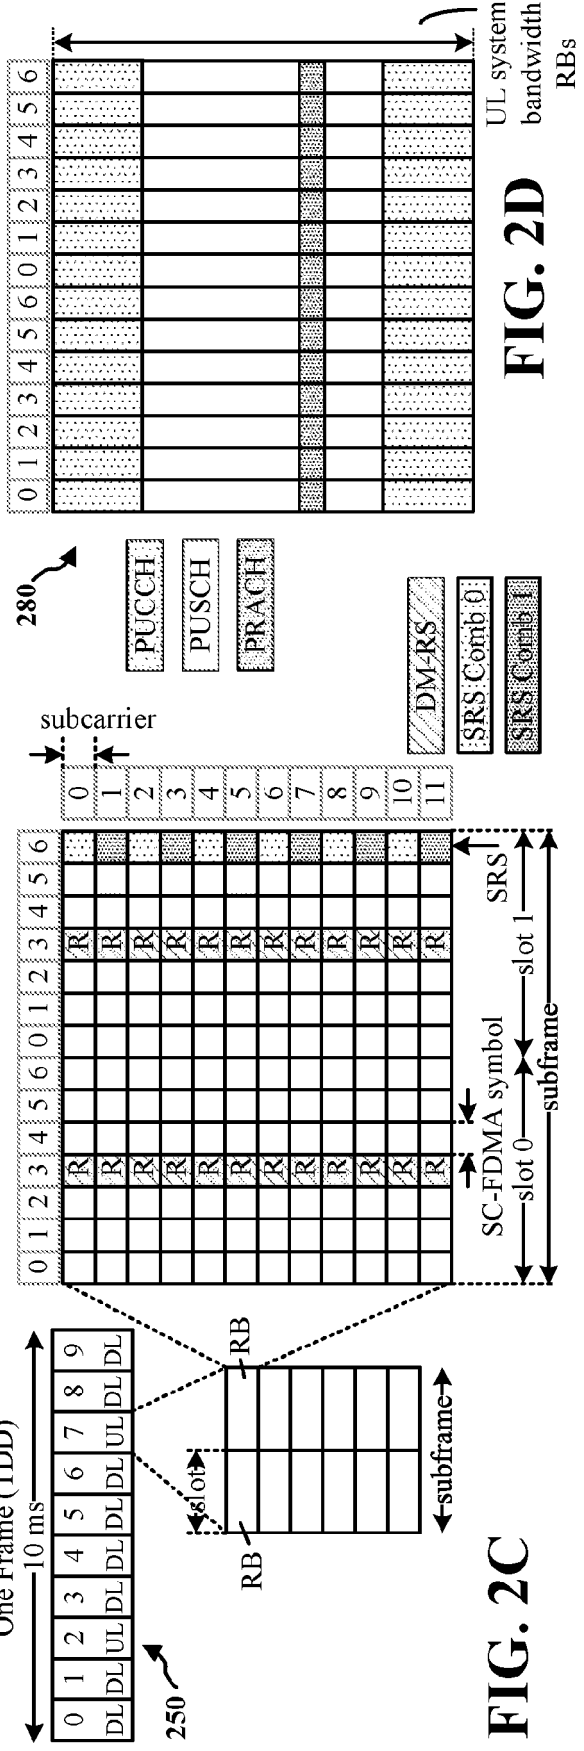 One Frame (TDD)
10 ms
0 1 2 3 4 5 6 7 8 9
DL DL UL DL DL DL DL UL DL DL
250
slot
RB
RB
subframe
FIG. 2C
0 1 2 3 4 5 6 0 1 2 3 4 5 6
subcarrier
0
1
2
3
4
5
6
7
8
9
10
11
R R
R R
R R
R R
R R
R R
R R
R R
R R
R R
R R
R R
SC-FDMA symbol
SRS
slot 0
slot 1
subframe
DM-RS
SRS Comb 0
SRS Comb 1
280
PUCCH
PUSCH
PRACH
0 1 2 3 4 5 6 0 1 2 3 4 5 6
UL system
bandwidth
RBs
FIG. 2D